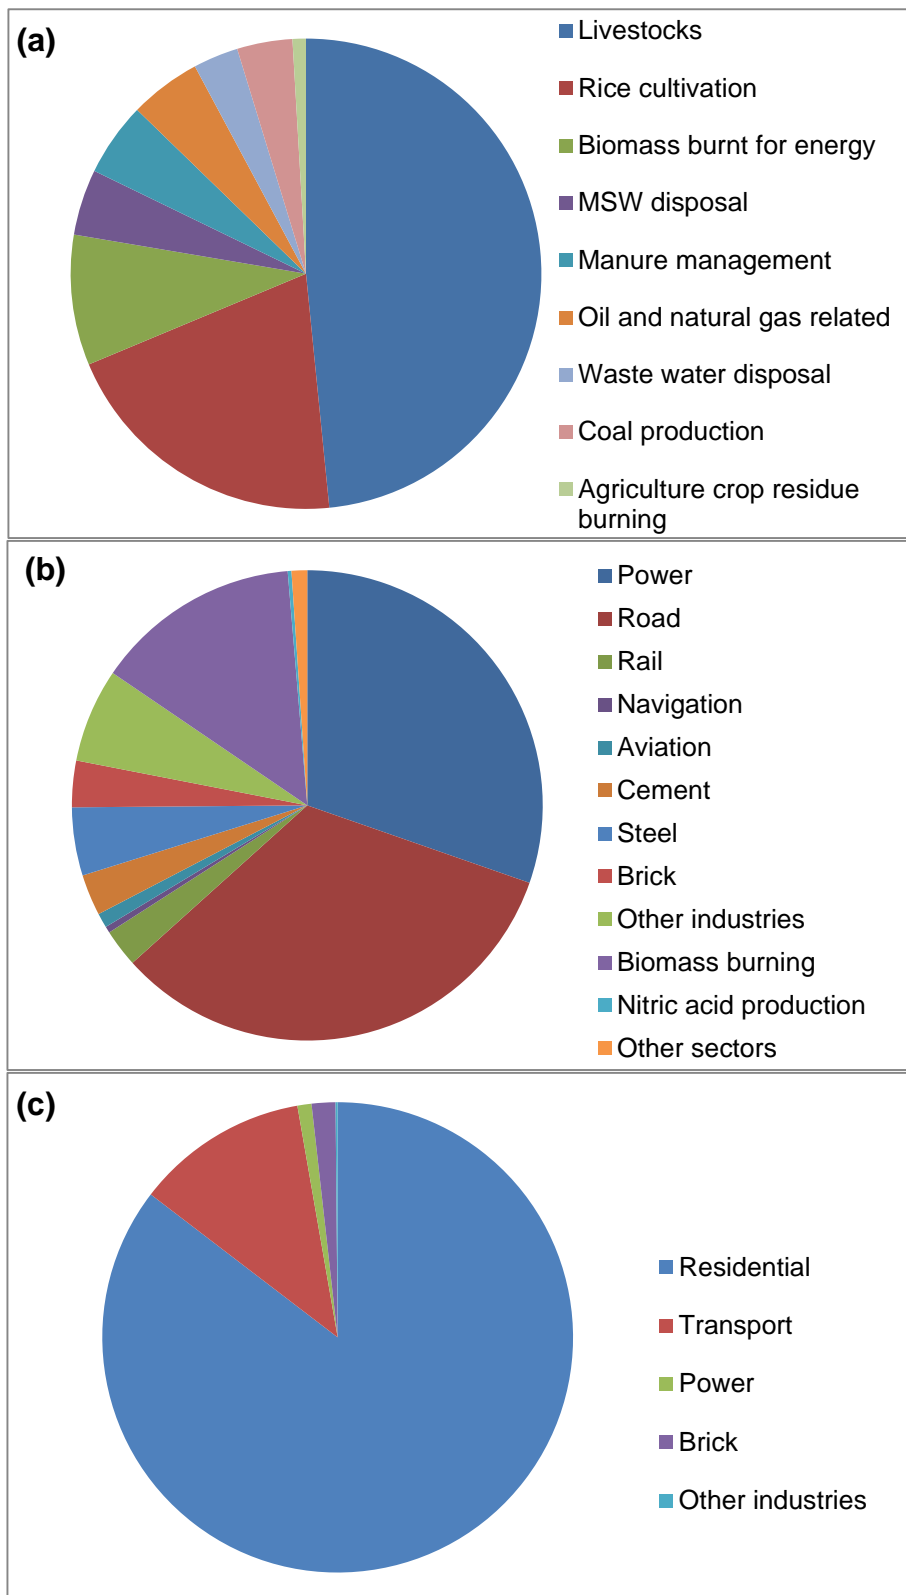 (a)
Livestocks
Rice cultivation
Biomass burnt for energy
MSW disposal
Manure management
Oil and natural gas related
Waste water disposal
Coal production
Agriculture crop residue
burning
(b)
Power
Road
Rail
Navigation
Aviation
Cement
Steel
Brick
Other industries
Biomass burning
Nitric acid production
Other sectors
(c)
Residential
Transport
Power
Brick
Other industries